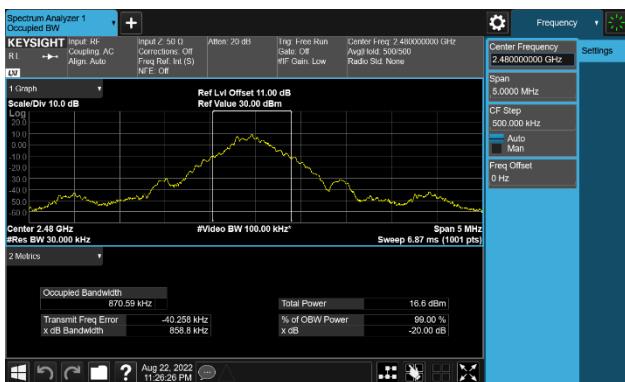 Spectrum Analyzer 1
Occupied BW
Frequency
KEYSIGHT
Input: RF
Coupling: AC
Align: Auto
Input Z: 50 Ω
Corrections: Off
Freq Ref: Int (S)
NFE: Off
Atten: 20 dB
Trig: Free Run
Gate: Off
#IF Gain: Low
Center Freq: 2.480000000 GHz
Avg|Hold: 500/500
Radio Std: None
RL
LXI
Center Frequency
2.480000000 GHz
Settings
Span
5.0000 MHz
CF Step
500.000 kHz
Auto
Man
Freq Offset
0 Hz
1 Graph
Scale/Div 10.0 dB
Ref Lvl Offset 11.00 dB
Ref Value 30.00 dBm
Log
20.0
10.0
0.00
-10.0
-20.0
-30.0
-40.0
-50.0
-60.0
Center 2.48 GHz
#Res BW 30.000 kHz
#Video BW 100.00 kHz*
Span 5 MHz
Sweep 6.87 ms (1001 pts)
2 Metrics
Occupied Bandwidth
870.59 kHz
Total Power 16.6 dBm
Transmit Freq Error -40.258 kHz
% of OBW Power 99.00 %
x dB Bandwidth 858.8 kHz
x dB -20.00 dB
Aug 22, 2022
11:26:26 PM